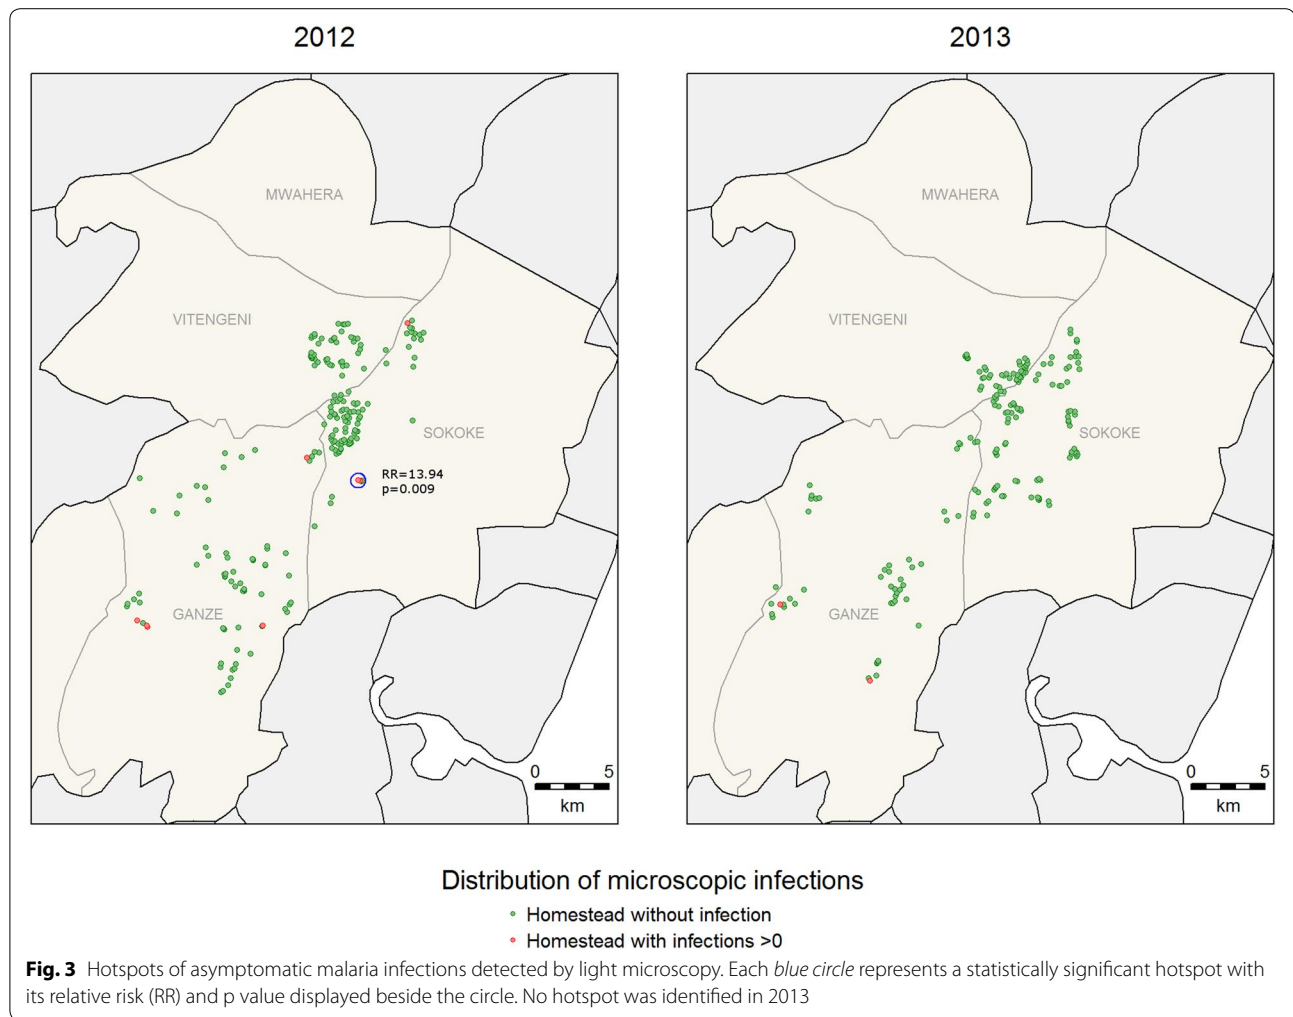 2012
2013
MWAHERA
VITENGENI
SOKOKE
RR=13.94
p=0.009
GANZE
0 5
km
MWAHERA
VITENGENI
SOKOKE
GANZE
0 5
km
Distribution of microscopic infections
Homestead without infection
Homestead with infections >0
Fig. 3 Hotspots of asymptomatic malaria infections detected by light microscopy. Each blue circle represents a statistically significant hotspot with
its relative risk (RR) and p value displayed beside the circle. No hotspot was identified in 2013